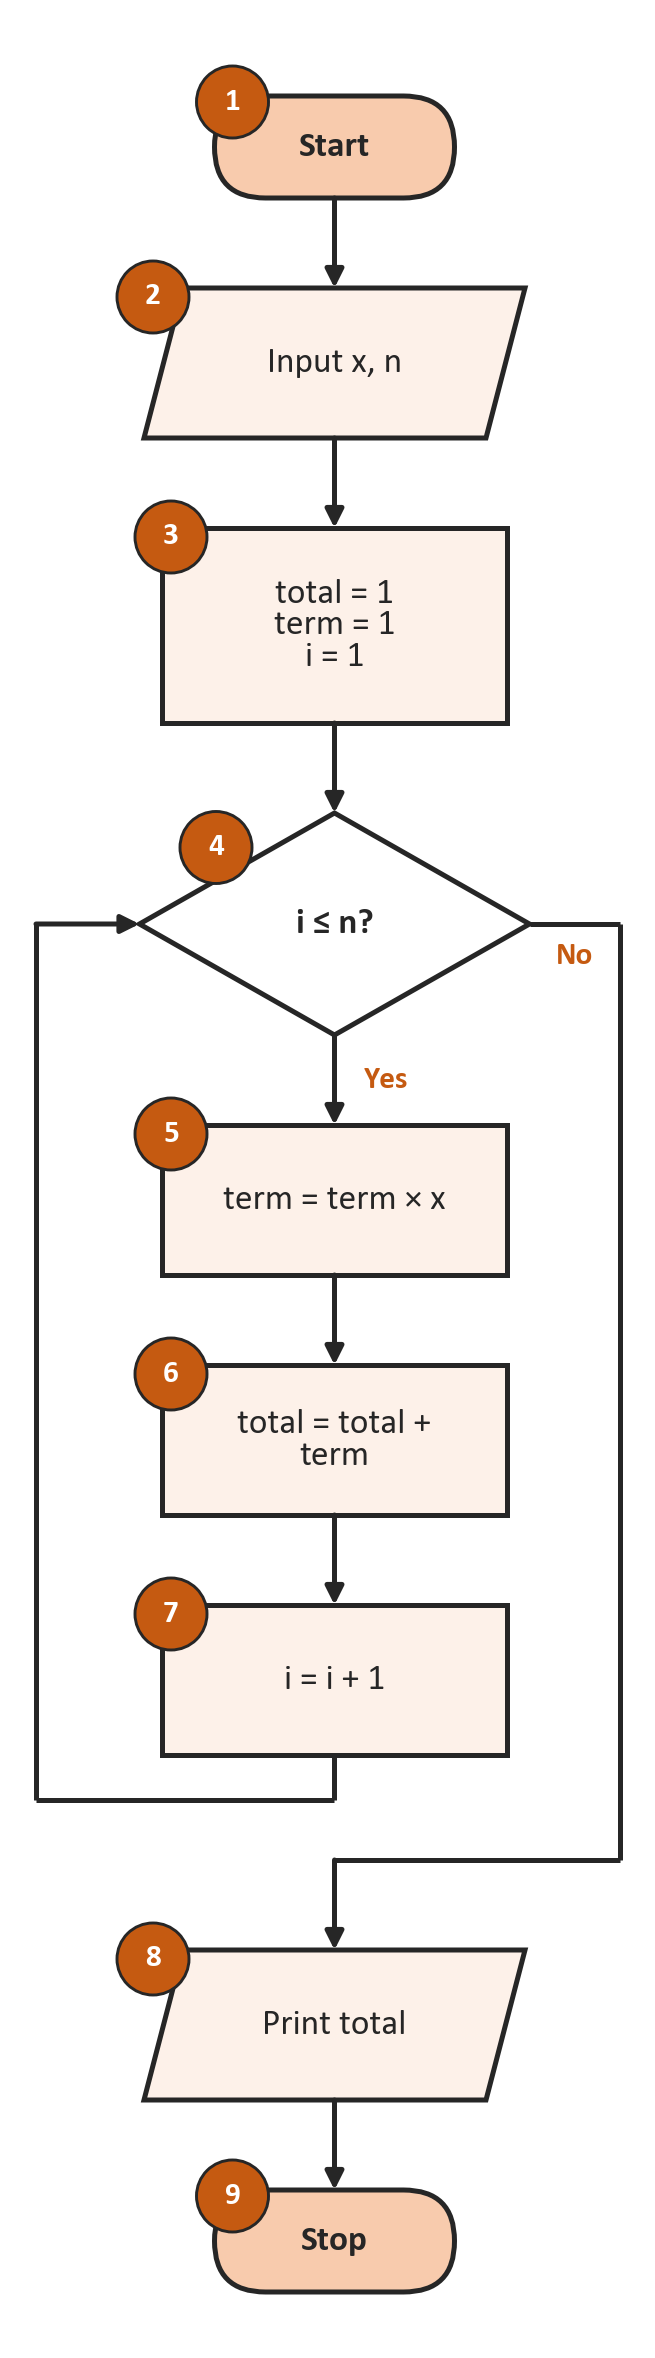 1
Start
2
Input x, n
3
total = 1
term = 1
i = 1
4
i ≤ n?
No
Yes
5
term = term × x
6
total = total +
term
7
i = i + 1
8
Print total
9
Stop